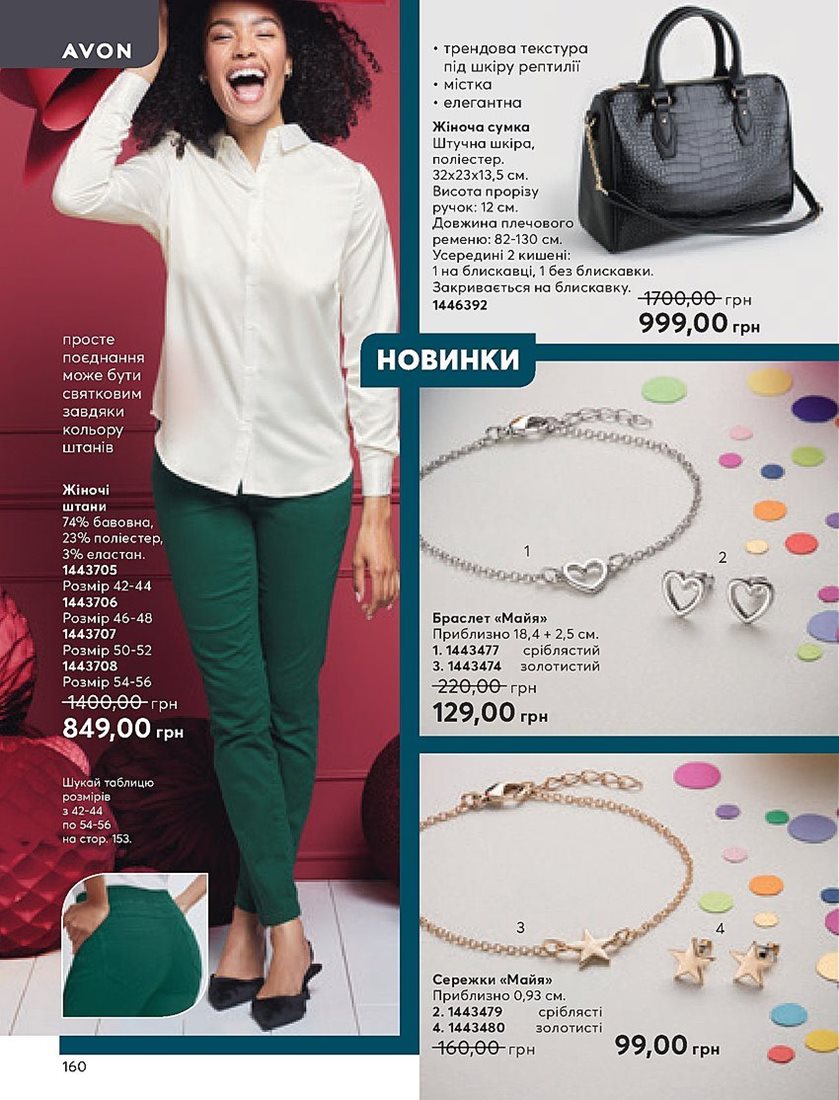 AVON
просте
поєднання
може бути
святковим
завдяки
кольору
штанів
Жіночі
штани
74% бавовна,
23% поліестер,
3% еластан.
1443705
Розмір 42-44
1443706
Розмір 46-48
1443707
Розмір 50-52
1443708
Розмір 54-56
1400,00 грн
849,00 грн
Шукай таблицю
розмірів
з 42-44
по 54-56
на стор. 153.
160
• трендова текстура
під шкіру рептилії
• містка
• елегантна
Жіноча сумка
Штучна шкіра,
поліестер.
32х23х13,5 см.
Висота прорізу
ручок: 12 см.
Довжина плечового
ременю: 82-130 см.
Усередині 2 кишені:
1 на блискавці, 1 без блискавки.
Закривається на блискавку.
1446392
1700,00 грн
999,00 грн
НОВИНКИ
1
2
Браслет «Майя»
Приблизно 18,4 + 2,5 см.
1. 1443477 сріблястий
3. 1443474 золотистий
220,00 грн
129,00 грн
3
4
Сережки «Майя»
Приблизно 0,93 см.
2. 1443479 сріблясті
4. 1443480 золотисті
160,00 грн
99,00 грн